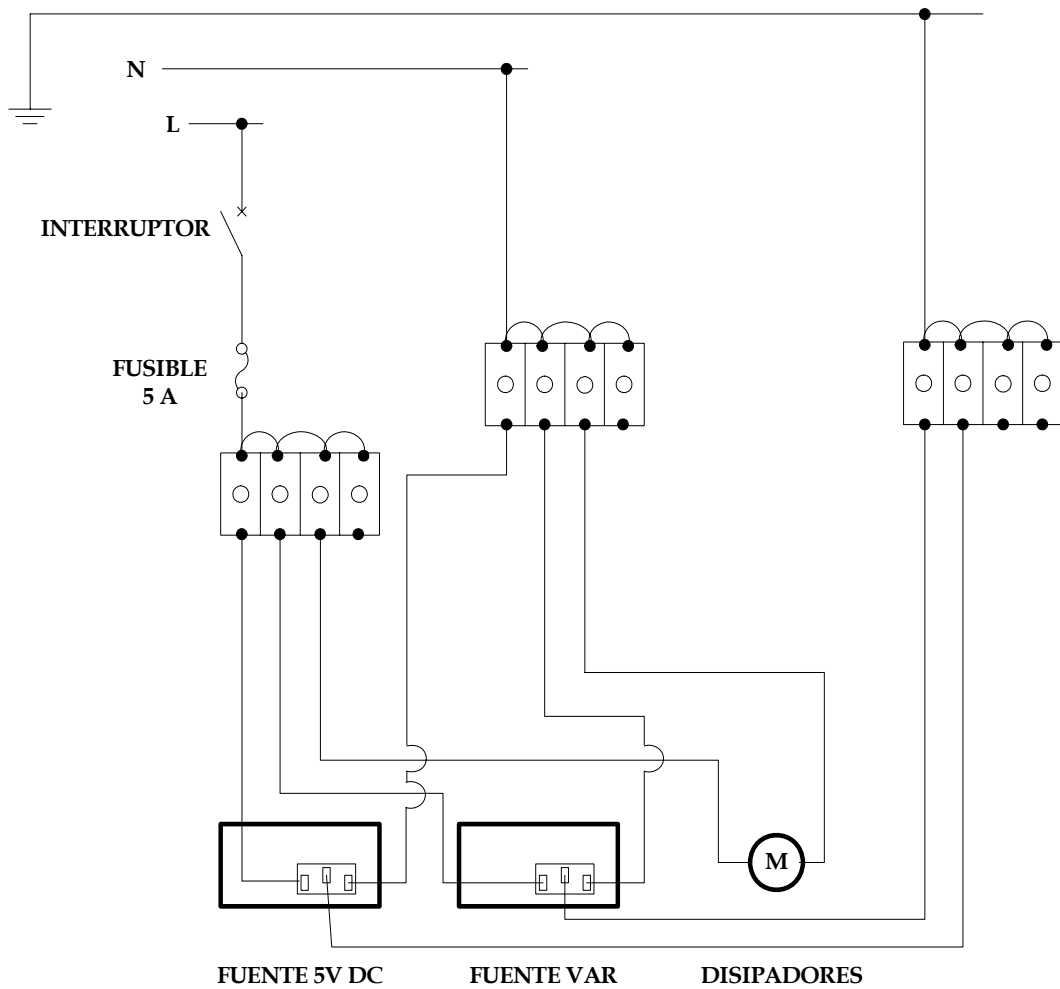 N
L
INTERRUPTOR
FUSIBLE
5 A
M
FUENTE 5V DC
FUENTE VAR
DISIPADORES